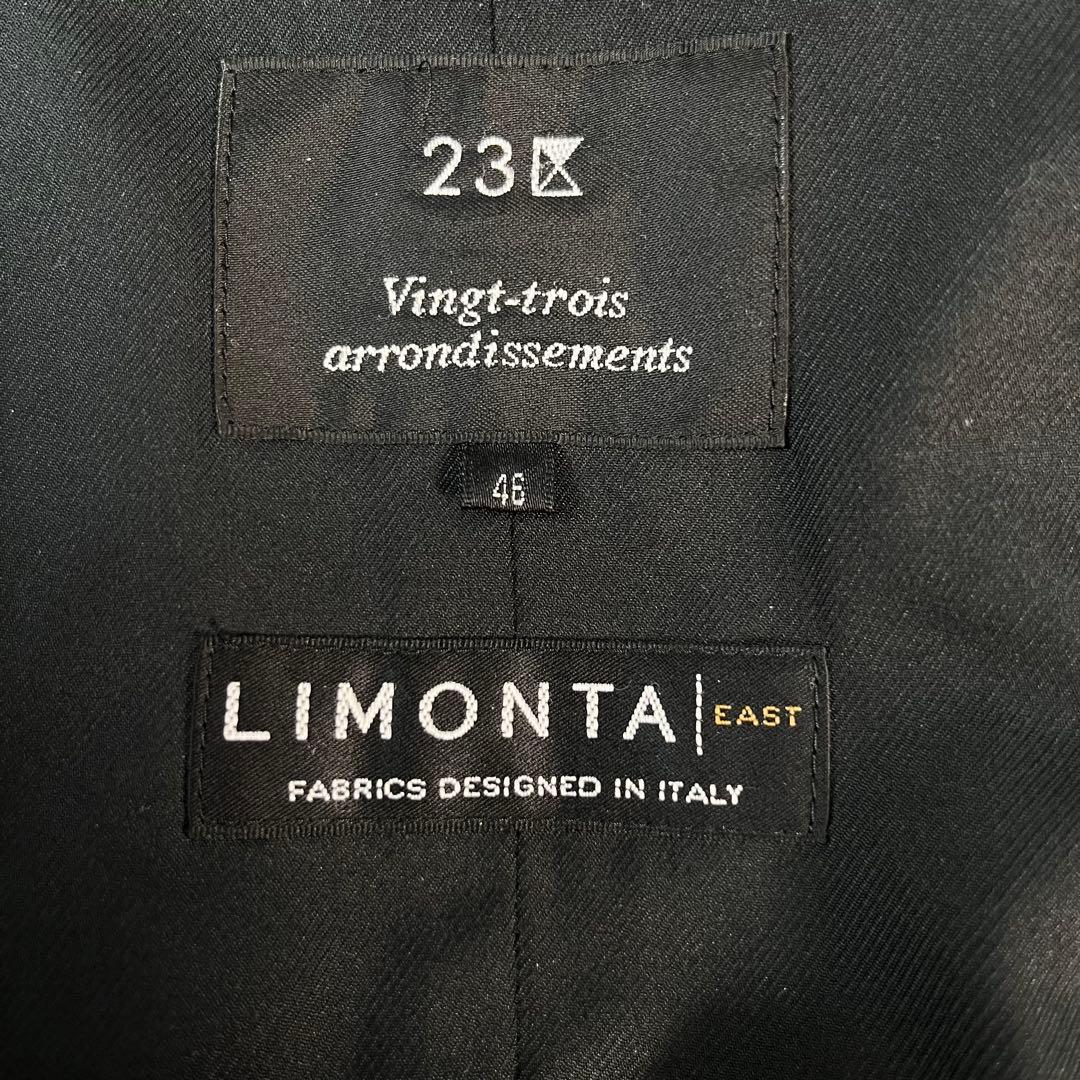 23区
Vingt-trois
arrondissements
46
LIMONTA | EAST
FABRICS DESIGNED IN ITALY